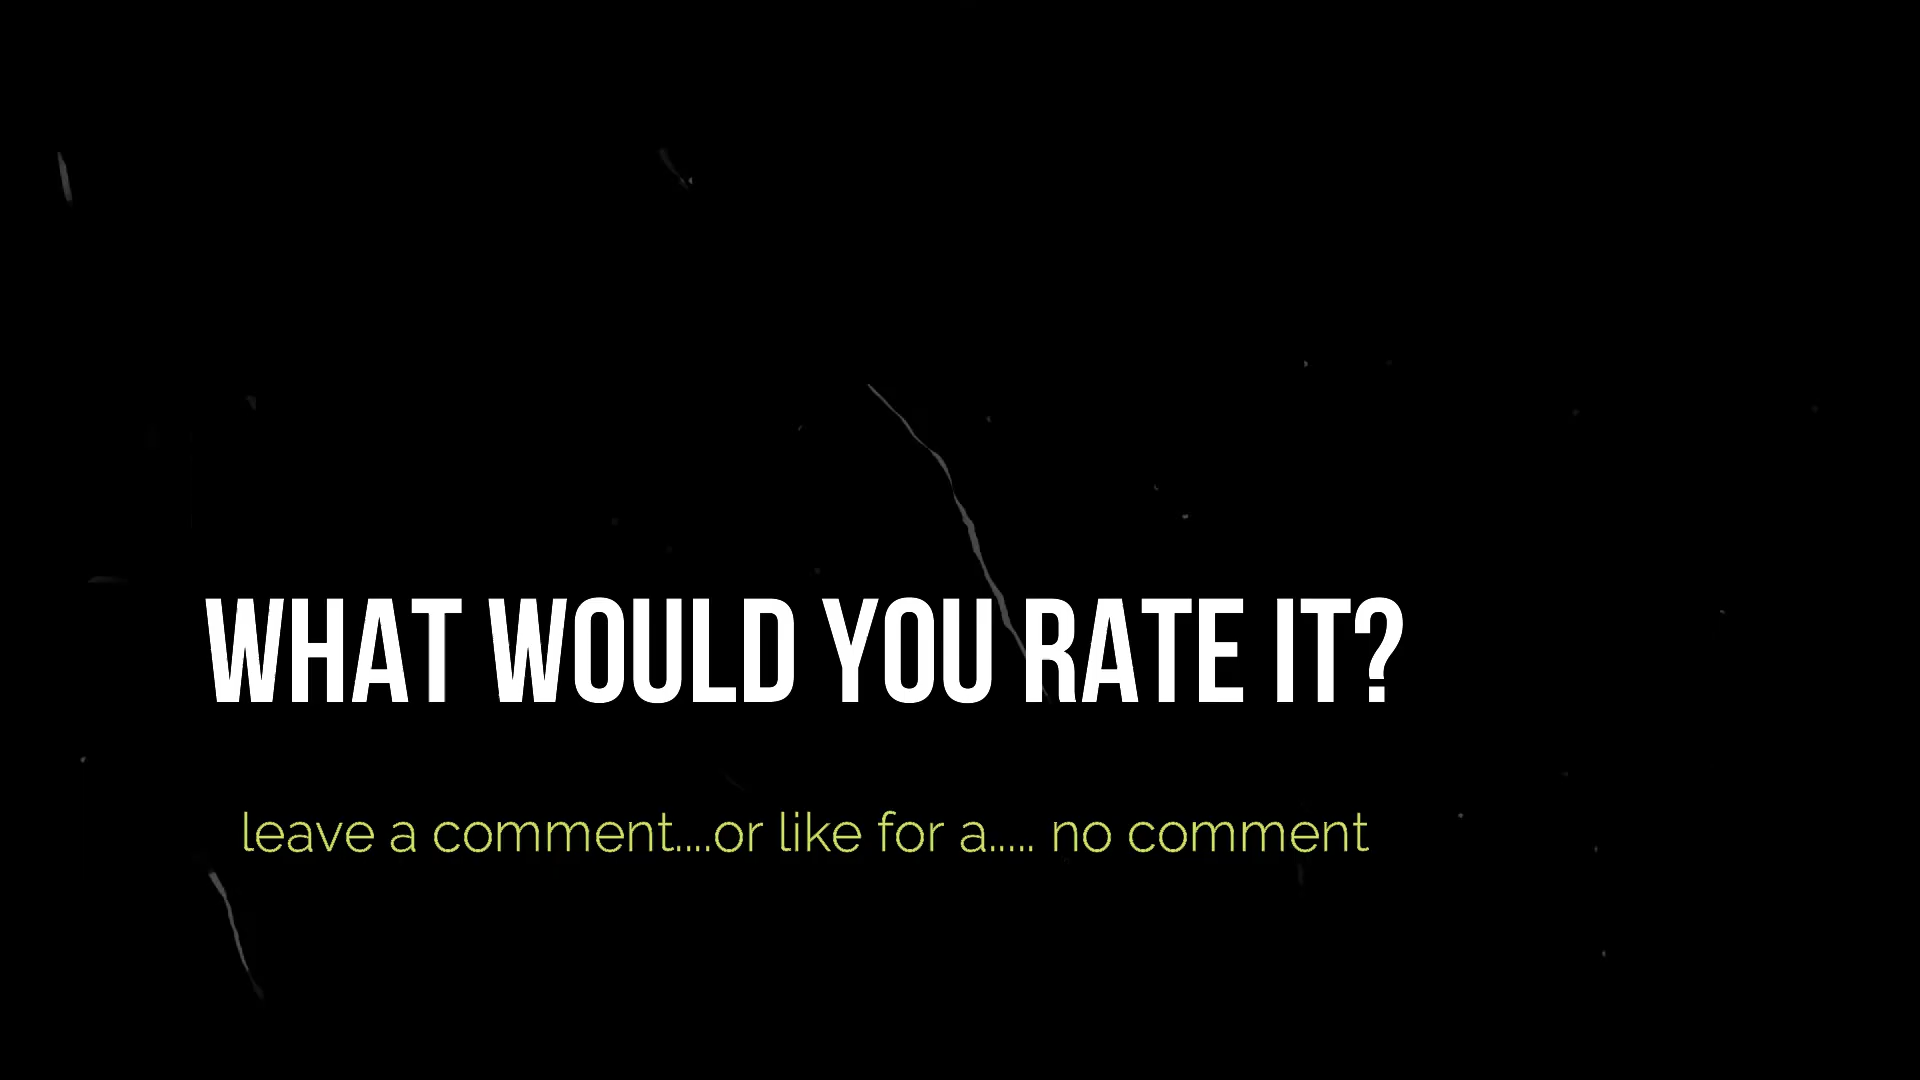 WHAT WOULD YOU RATE IT?
leave a comment....or like for a..... no comment